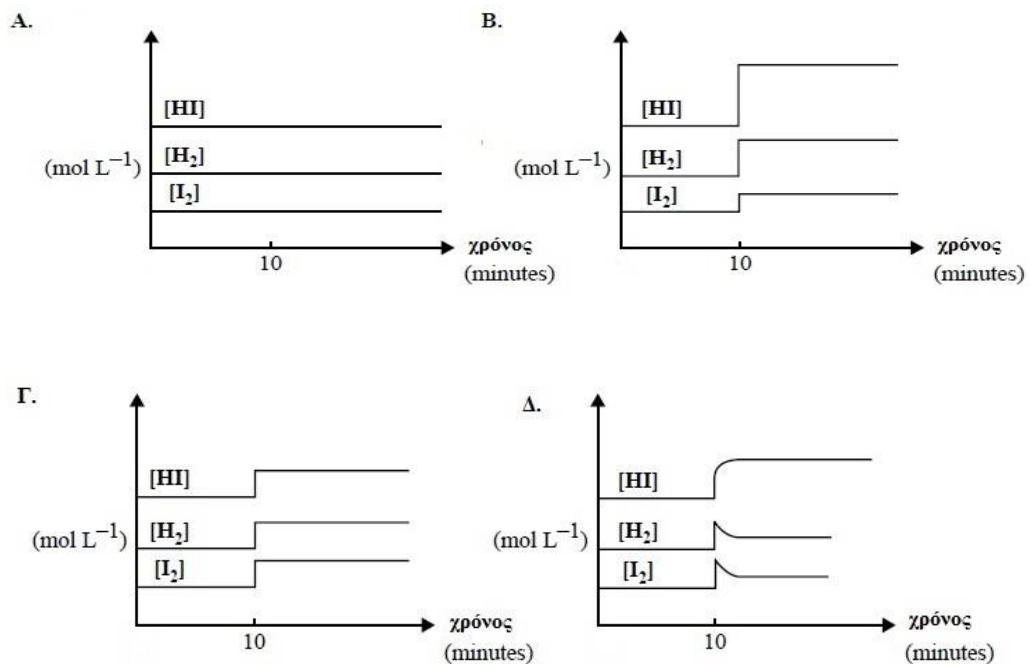 Α.
[HI]
[H₂]
(mol L⁻¹)
[I₂]
10
χρόνος
(minutes)
Β.
[HI]
[H₂]
(mol L⁻¹)
[I₂]
10
χρόνος
(minutes)
Γ.
[HI]
[H₂]
(mol L⁻¹)
[I₂]
10
χρόνος
(minutes)
Δ.
[HI]
[H₂]
(mol L⁻¹)
[I₂]
10
χρόνος
(minutes)